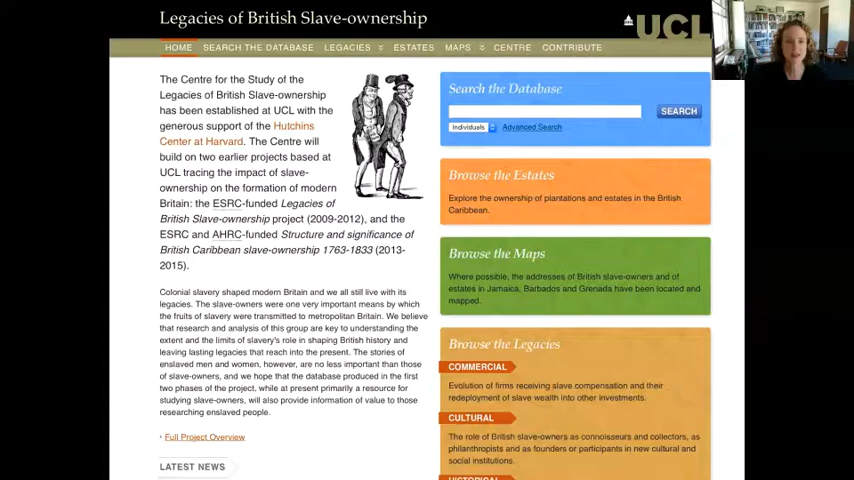 Legacies of British Slave-ownership
UCL
HOME SEARCH THE DATABASE LEGACIES ESTATES MAPS CENTRE CONTRIBUTE
The Centre for the Study of the
Legacies of British Slave-ownership
has been established at UCL with the
generous support of the Hutchins
Center at Harvard. The Centre will
build on two earlier projects based at
UCL tracing the impact of slave-
ownership on the formation of modern
Britain: the ESRC-funded Legacies of
British Slave-ownership project (2009-2012), and the
ESRC and AHRC-funded Structure and significance of
British Caribbean slave-ownership 1763-1833 (2013-
2015).
Colonial slavery shaped modern Britain and we all still live with its
legacies. The slave-owners were one very important means by which
the fruits of slavery were transmitted to metropolitan Britain. We believe
that research and analysis of this group are key to understanding the
extent and the limits of slavery's role in shaping British history and
leaving lasting legacies that reach into the present. The stories of
enslaved men and women, however, are no less important than those
of slave-owners, and we hope that the database produced in the first
two phases of the project, while at present primarily a resource for
studying slave-owners, will also provide information of value to those
researching enslaved people.
Full Project Overview
LATEST NEWS
Search the Database
SEARCH
Individuals Advanced Search
Browse the Estates
Explore the ownership of plantations and estates in the British
Caribbean.
Browse the Maps
Where possible, the addresses of British slave-owners and of
estates in Jamaica, Barbados and Grenada have been located and
mapped.
Browse the Legacies
COMMERCIAL
Evolution of firms receiving slave compensation and their
redeployment of slave wealth into other investments.
CULTURAL
The role of British slave-owners as connoisseurs and collectors, as
philanthropists and as founders or participants in new cultural and
social institutions.
HISTORICAL